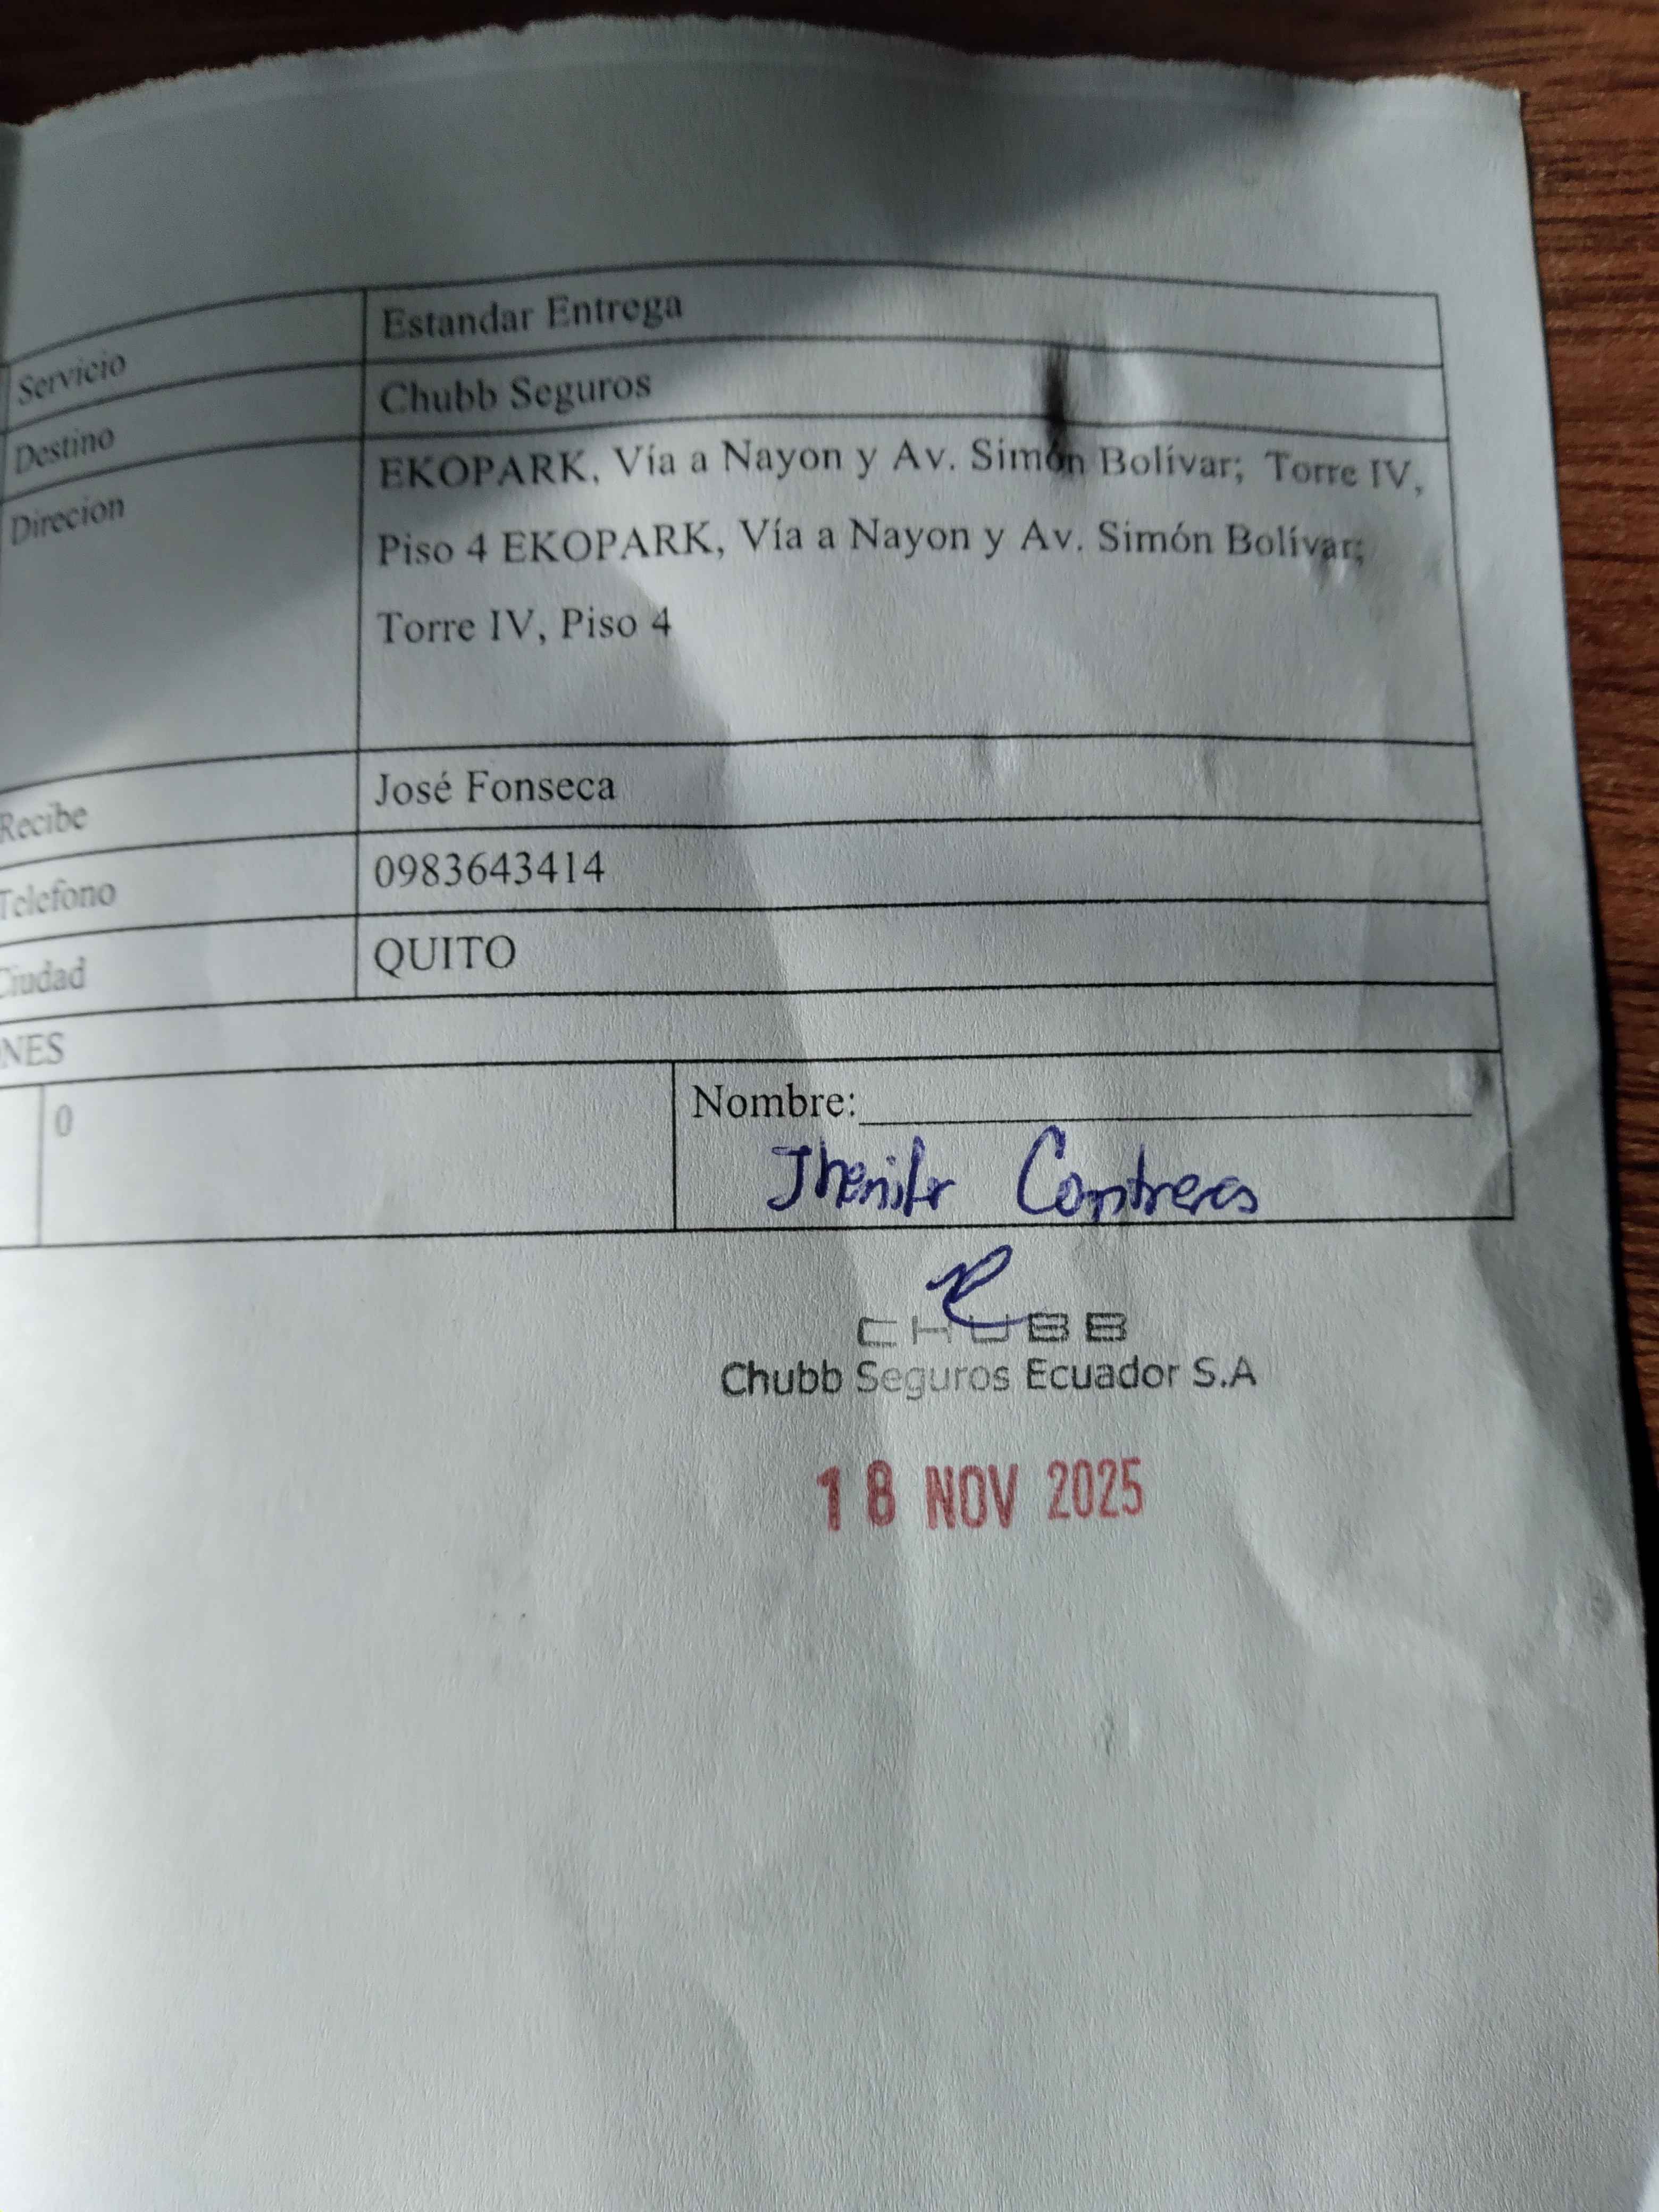 Servicio Estandar Entrega
Destino Chubb Seguros
Direcion EKOPARK, Vía a Nayon y Av. Simón Bolívar; Torre IV,
Piso 4 EKOPARK, Vía a Nayon y Av. Simón Bolívar;
Torre IV, Piso 4
Recibe José Fonseca
Telefono 0983643414
Ciudad QUITO
NES
0 Nombre:
Jhenifer Contreras
CHUBB
Chubb Seguros Ecuador S.A
18 NOV 2025